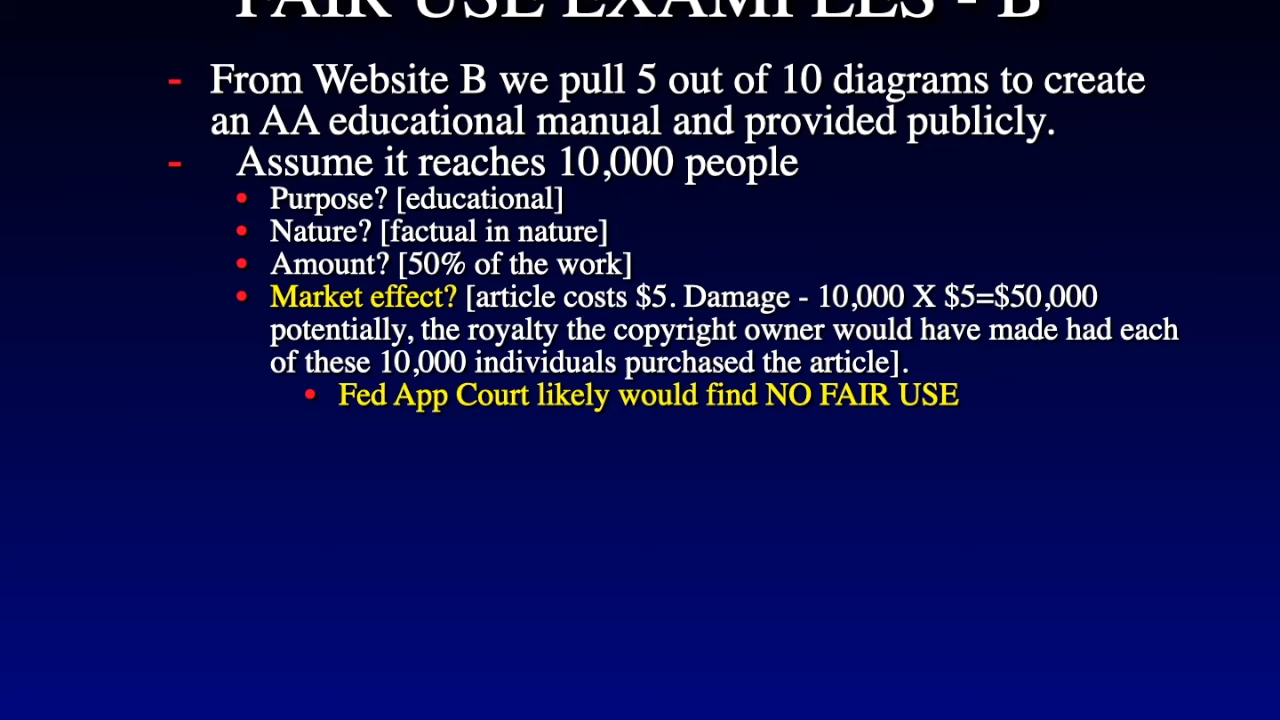 FAIR USE EXAMPLES - B
- From Website B we pull 5 out of 10 diagrams to create
an AA educational manual and provided publicly.
- Assume it reaches 10,000 people
• Purpose? [educational]
• Nature? [factual in nature]
• Amount? [50% of the work]
• Market effect? [article costs $5. Damage - 10,000 X $5=$50,000
potentially, the royalty the copyright owner would have made had each
of these 10,000 individuals purchased the article].
• Fed App Court likely would find NO FAIR USE